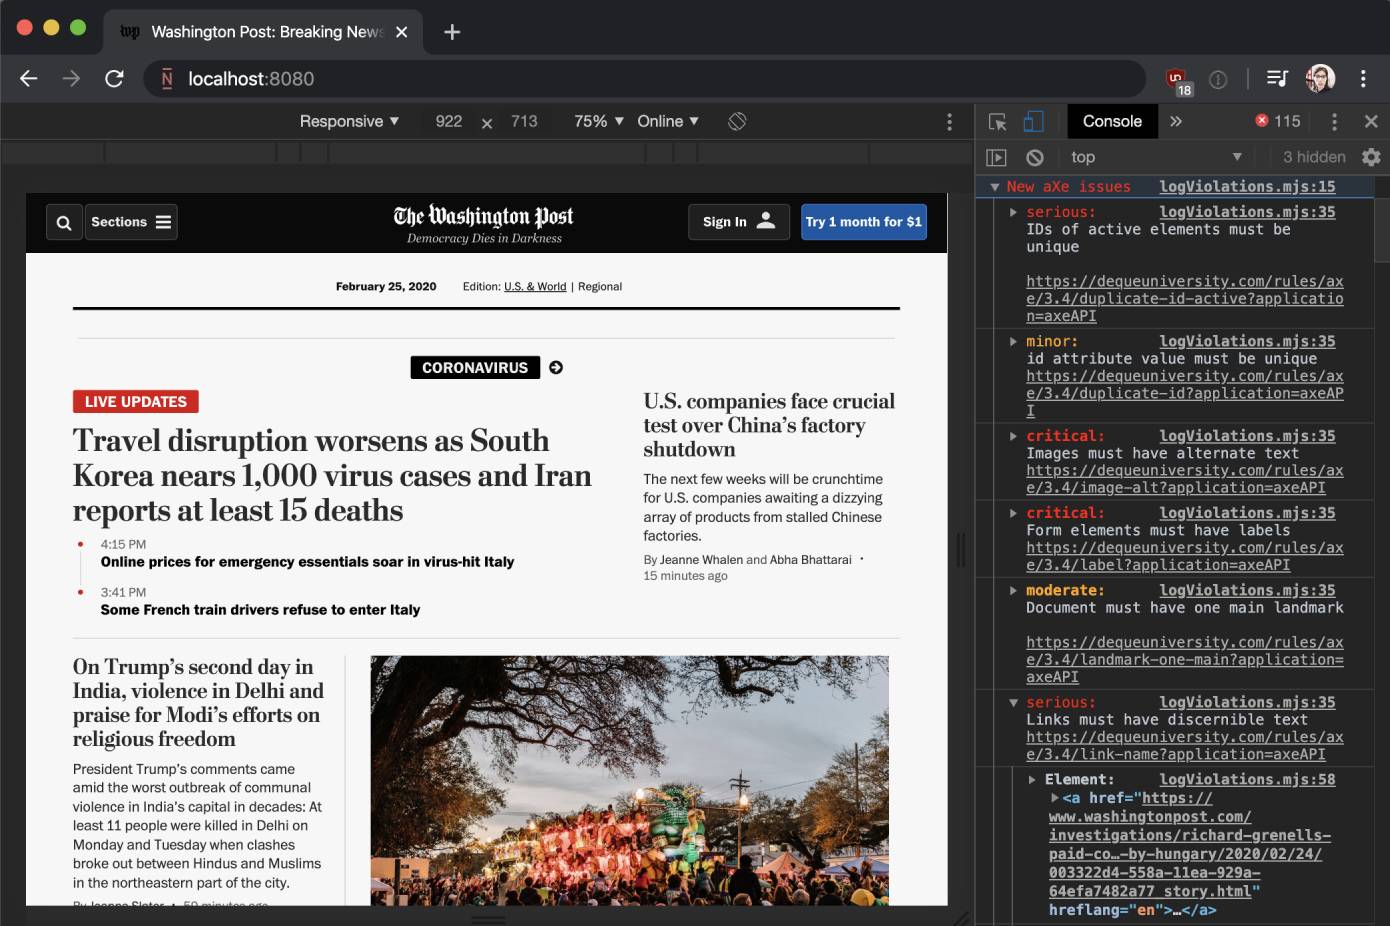 Washington Post: Breaking News
localhost:8080
18
Responsive 922 713 75% Online
Console 115
top 3 hidden
Sections
The Washington Post
Democracy Dies in Darkness
Sign In
Try 1 month for $1
February 25, 2020 Edition: U.S. & World | Regional
CORONAVIRUS
LIVE UPDATES
Travel disruption worsens as South
Korea nears 1,000 virus cases and Iran
reports at least 15 deaths
4:15 PM
Online prices for emergency essentials soar in virus-hit Italy
3:41 PM
Some French train drivers refuse to enter Italy
U.S. companies face crucial
test over China's factory
shutdown
The next few weeks will be crunchtime
for U.S. companies awaiting a dizzying
array of products from stalled Chinese
factories.
By Jeanne Whalen and Abha Bhattarai •
15 minutes ago
On Trump's second day in
India, violence in Delhi and
praise for Modi's efforts on
religious freedom
President Trump's comments came
amid the worst outbreak of communal
violence in India's capital in decades: At
least 11 people were killed in Delhi on
Monday and Tuesday when clashes
broke out between Hindus and Muslims
in the northeastern part of the city.
New aXe issues logViolations.mjs:15
serious: logViolations.mjs:35
IDs of active elements must be
unique
https://dequeuniversity.com/rules/ax
e/3.4/duplicate-id-active?applicatio
n=axeAPI
minor: logViolations.mjs:35
id attribute value must be unique
https://dequeuniversity.com/rules/ax
e/3.4/duplicate-id?application=axeAP
I
critical: logViolations.mjs:35
Images must have alternate text
https://dequeuniversity.com/rules/ax
e/3.4/image-alt?application=axeAPI
critical: logViolations.mjs:35
Form elements must have labels
https://dequeuniversity.com/rules/ax
e/3.4/label?application=axeAPI
moderate: logViolations.mjs:35
Document must have one main landmark
https://dequeuniversity.com/rules/ax
e/3.4/landmark-one-main?application=
axeAPI
serious: logViolations.mjs:35
Links must have discernible text
https://dequeuniversity.com/rules/ax
e/3.4/link-name?application=axeAPI
Element: logViolations.mjs:58
<a href="https://
www.washingtonpost.com/
investigations/richard-grenells-
paid-co…-by-hungary/2020/02/24/
003322d4-558a-11ea-929a-
64efa7482a77_story.html"
hreflang="en">…</a>